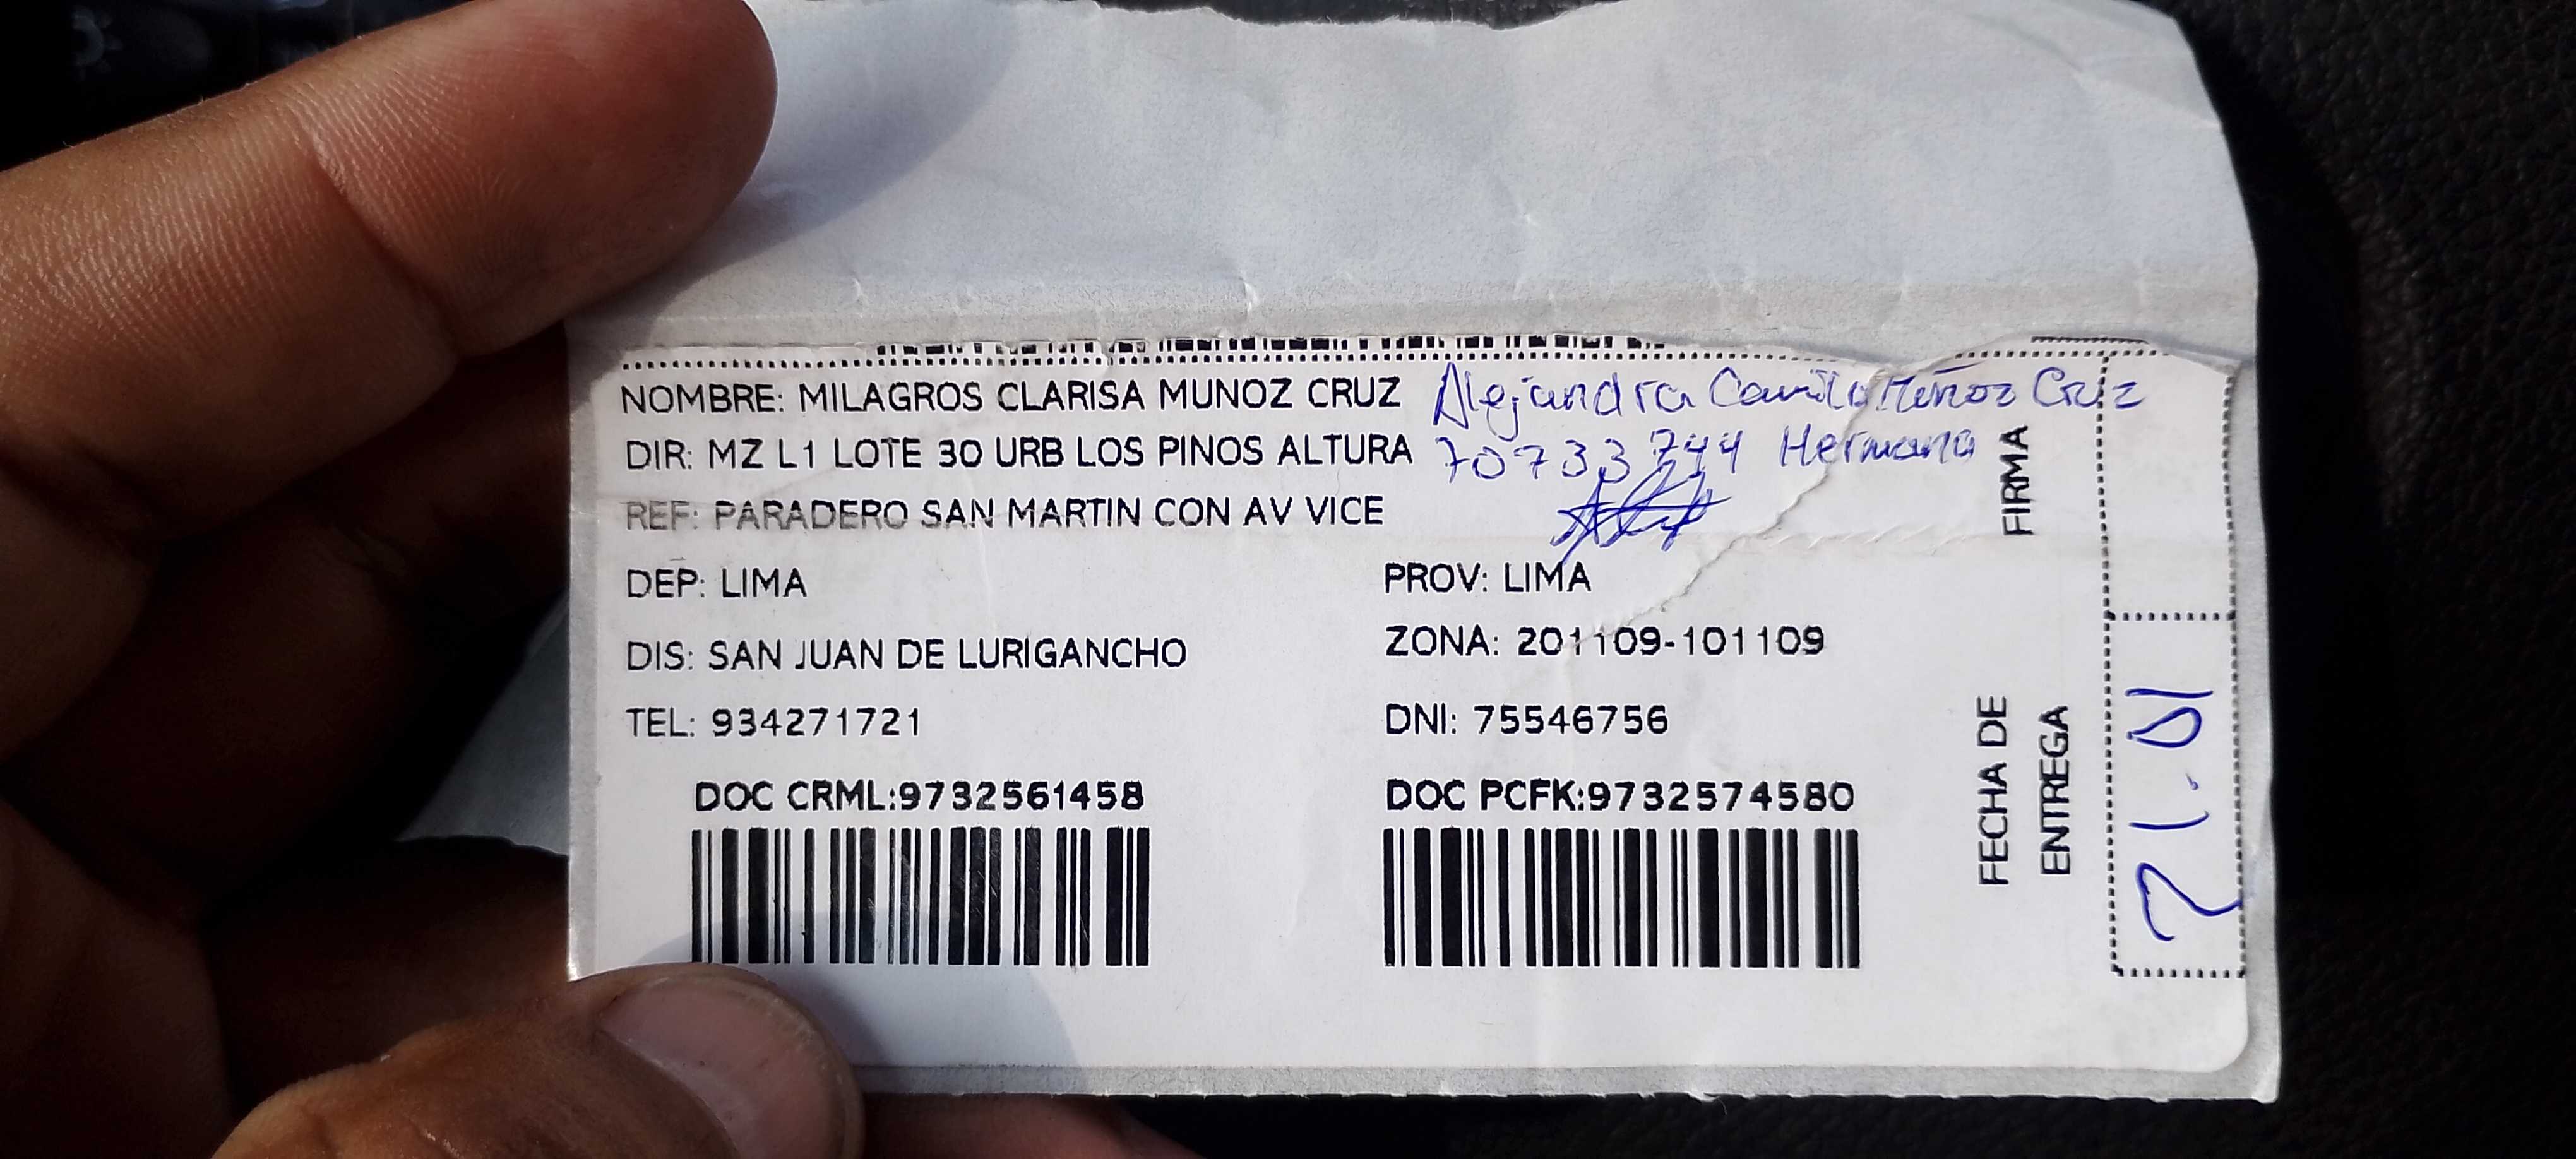 NOMBRE: MILAGROS CLARISA MUNOZ CRUZ Alejandra Camila Muñoz Cruz
DIR: MZ L1 LOTE 30 URB LOS PINOS ALTURA 70733744 Hermana
REF: PARADERO SAN MARTIN CON AV VICE
FIRMA
DEP: LIMA PROV: LIMA
DIS: SAN JUAN DE LURIGANCHO ZONA: 201109-101109
TEL: 934271721 DNI: 75546756
DOC CRML:9732561458 DOC PCFK:9732574580
FECHA DE
ENTREGA
21.01